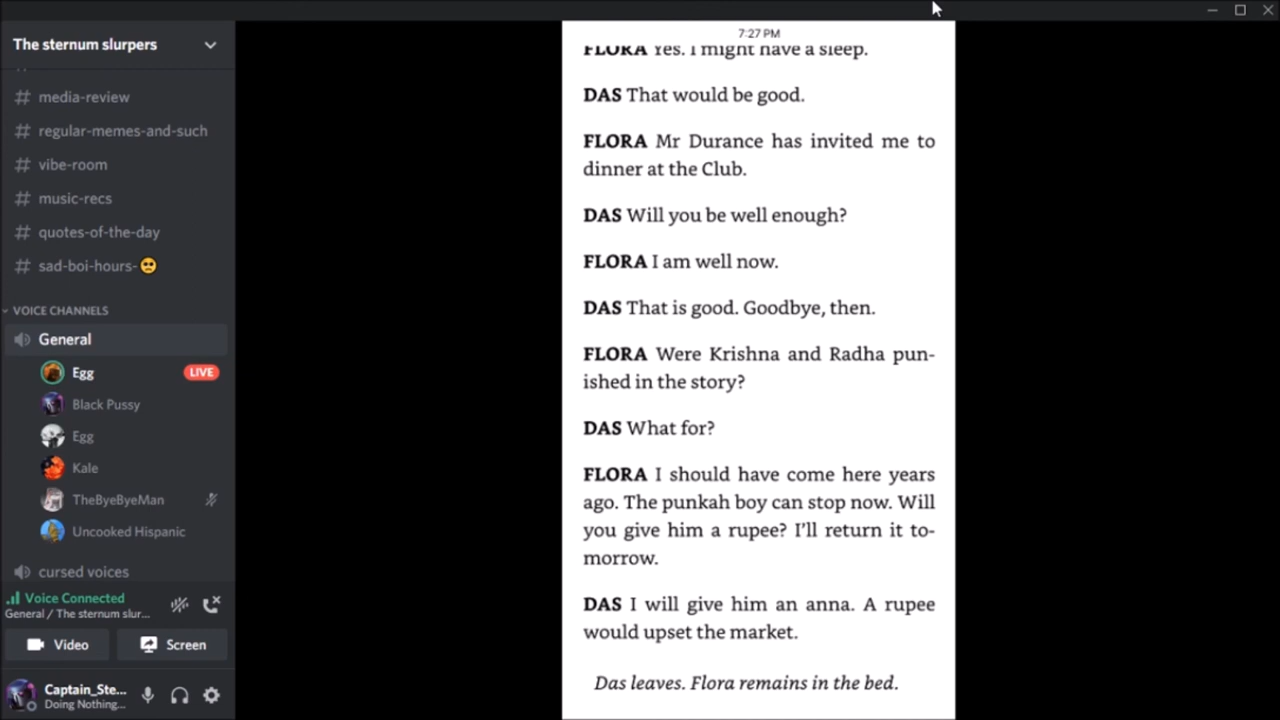 The sternum slurpers
media-review
regular-memes-and-such
vibe-room
music-recs
quotes-of-the-day
sad-boi-hours-🥺
VOICE CHANNELS
General
Egg LIVE
Black Pussy
Egg
Kale
TheByeByeMan
Uncooked Hispanic
cursed voices
Voice Connected
General / The sternum slur...
Video Screen
Captain_Ste...
Doing Nothing...
7:27 PM
FLORA Yes. I might have a sleep.
DAS That would be good.
FLORA Mr Durance has invited me to
dinner at the Club.
DAS Will you be well enough?
FLORA I am well now.
DAS That is good. Goodbye, then.
FLORA Were Krishna and Radha pun-
ished in the story?
DAS What for?
FLORA I should have come here years
ago. The punkah boy can stop now. Will
you give him a rupee? I’ll return it to-
morrow.
DAS I will give him an anna. A rupee
would upset the market.
Das leaves. Flora remains in the bed.